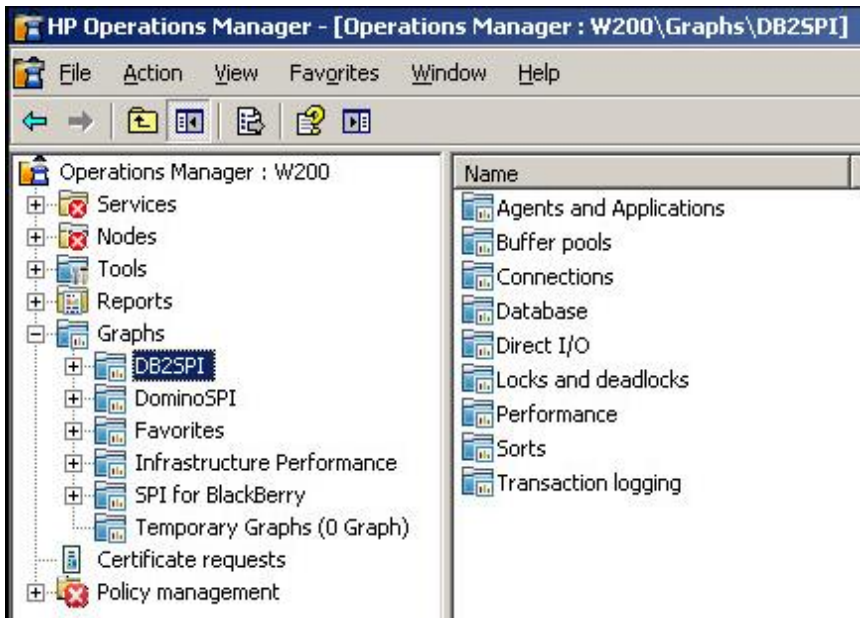 HP Operations Manager - [Operations Manager : W200\Graphs\DB2SPI]
File Action View Favorites Window Help
Operations Manager : W200
Services
Nodes
Tools
Reports
Graphs
DB2SPI
DominoSPI
Favorites
Infrastructure Performance
SPI for BlackBerry
Temporary Graphs (0 Graph)
Certificate requests
Policy management
Name
Agents and Applications
Buffer pools
Connections
Database
Direct I/O
Locks and deadlocks
Performance
Sorts
Transaction logging